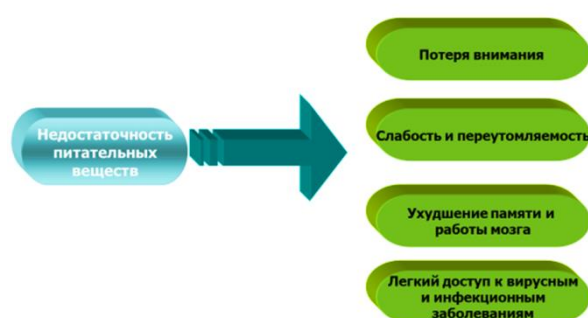 Недостаточность
питательных
веществ
Потеря внимания
Слабость и переутомляемость
Ухудшение памяти и
работы мозга
Легкий доступ к вирусным
и инфекционным
заболеваниям